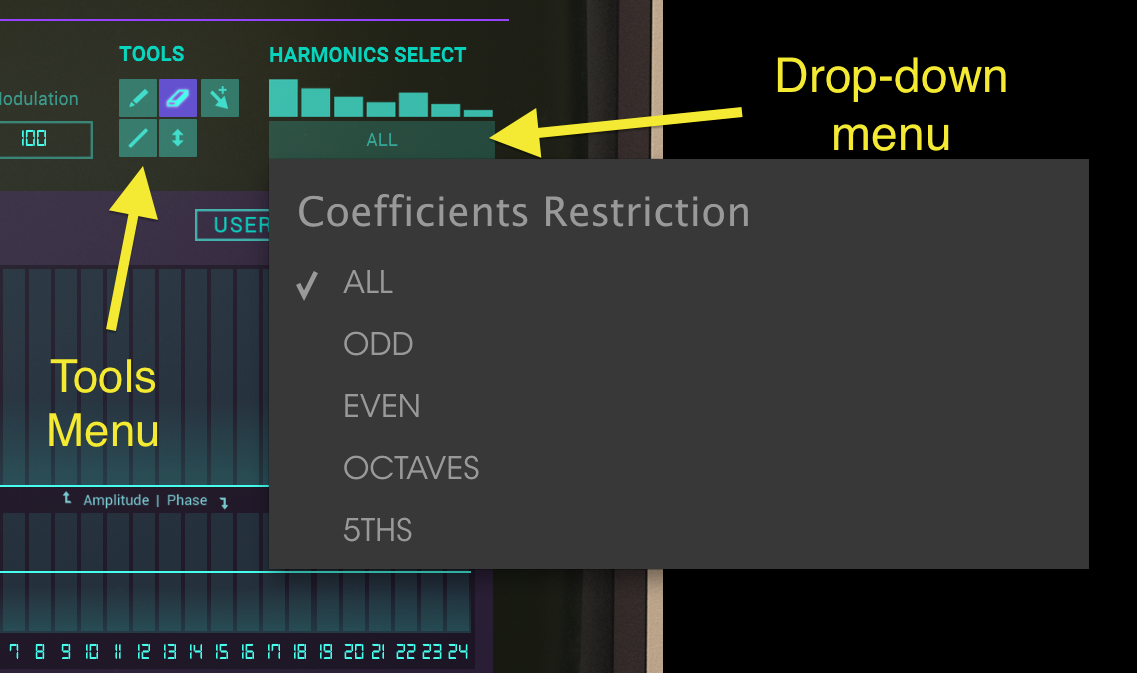 TOOLS
HARMONICS SELECT
Drop-down
menu
odulation
100
ALL
Coefficients Restriction
USER
ALL
ODD
EVEN
OCTAVES
5THS
Tools
Menu
Amplitude | Phase
7 8 9 10 11 12 13 14 15 16 17 18 19 20 21 22 23 24